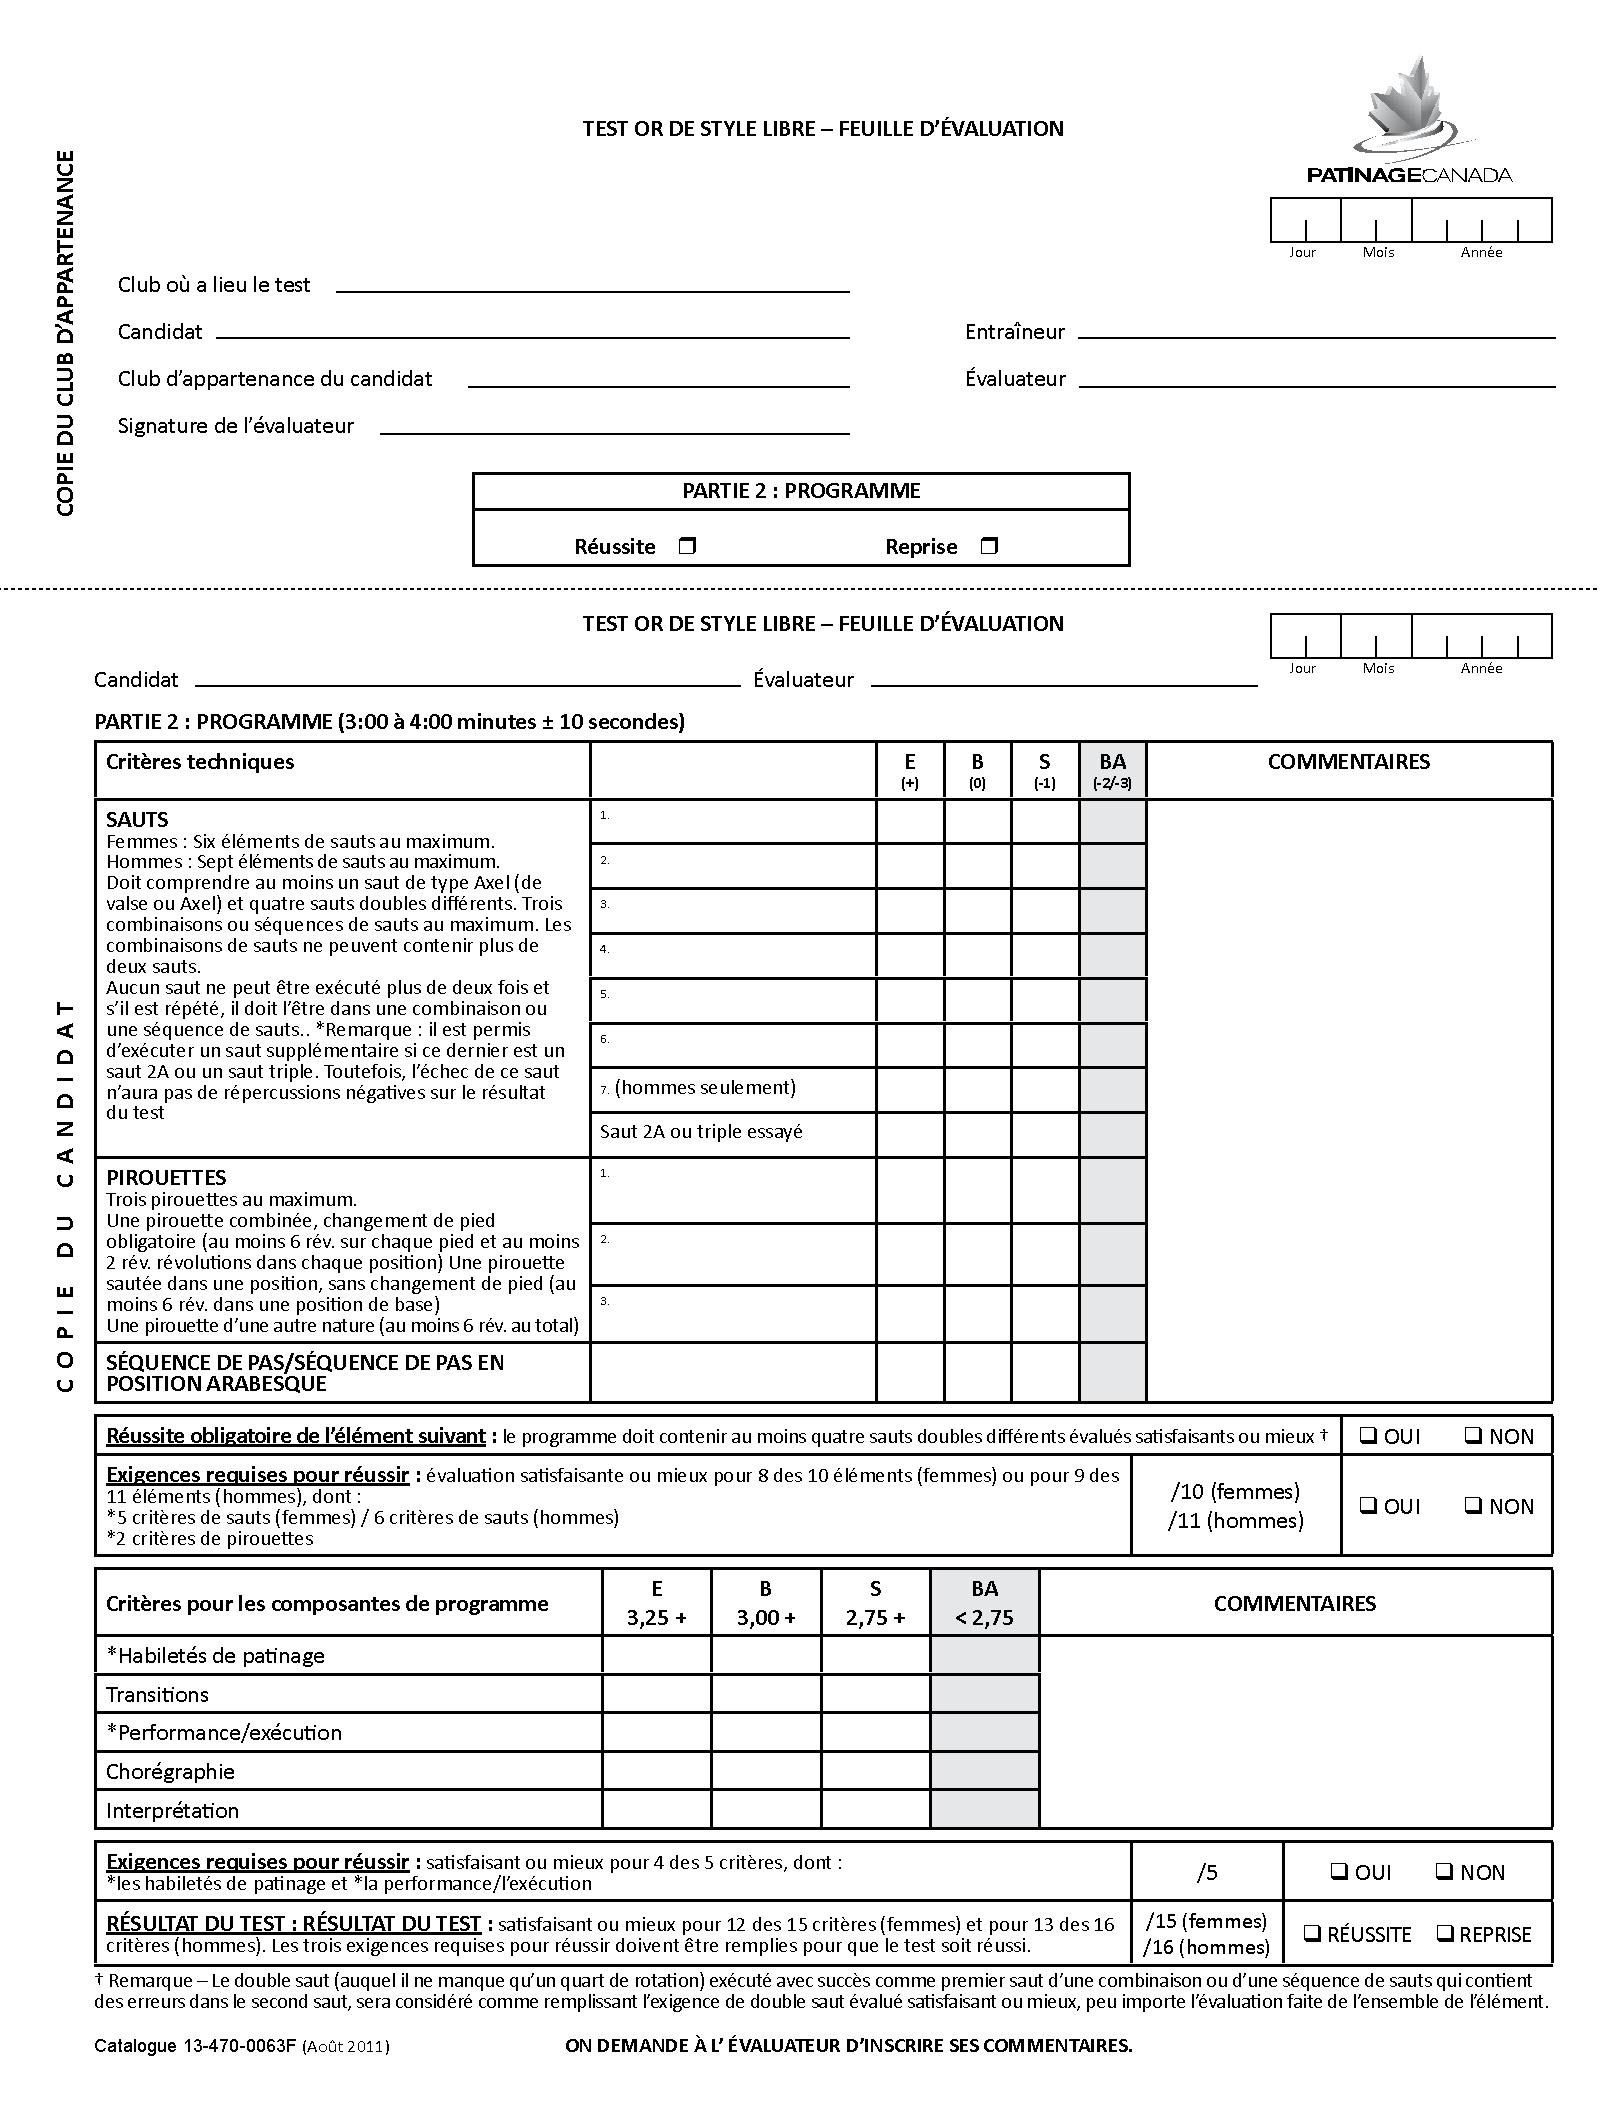 TEST OR DE STYLE LIBRE – FEUILLE D’ÉVALUATION
PATINAGE CANADA
Jour Mois Année
COPIE DU CLUB D’APPARTENANCE
Club où a lieu le test
Candidat Entraîneur
Club d’appartenance du candidat Évaluateur
Signature de l’évaluateur
PARTIE 2 : PROGRAMME
Réussite ❒ Reprise ❒
TEST OR DE STYLE LIBRE – FEUILLE D’ÉVALUATION
Jour Mois Année
Candidat Évaluateur
COPIE DU CANDIDAT
PARTIE 2 : PROGRAMME (3:00 à 4:00 minutes ± 10 secondes)
Critères techniques E B S BA COMMENTAIRES
(+) (0) (-1) (-2/-3)
SAUTS
Femmes : Six éléments de sauts au maximum.
Hommes : Sept éléments de sauts au maximum.
Doit comprendre au moins un saut de type Axel (de
valse ou Axel) et quatre sauts doubles différents. Trois
combinaisons ou séquences de sauts au maximum. Les
combinaisons de sauts ne peuvent contenir plus de
deux sauts.
Aucun saut ne peut être exécuté plus de deux fois et
s’il est répété, il doit l’être dans une combinaison ou
une séquence de sauts.. *Remarque : il est permis
d’exécuter un saut supplémentaire si ce dernier est un
saut 2A ou un saut triple. Toutefois, l’échec de ce saut
n’aura pas de répercussions négatives sur le résultat
du test
1.
2.
3.
4.
5.
6.
7. (hommes seulement)
Saut 2A ou triple essayé
PIROUETTES
Trois pirouettes au maximum.
Une pirouette combinée, changement de pied
obligatoire (au moins 6 rév. sur chaque pied et au moins
2 rév. révolutions dans chaque position) Une pirouette
sautée dans une position, sans changement de pied (au
moins 6 rév. dans une position de base)
Une pirouette d’une autre nature (au moins 6 rév. au total)
1.
2.
3.
SÉQUENCE DE PAS/SÉQUENCE DE PAS EN
POSITION ARABESQUE
Réussite obligatoire de l’élément suivant : le programme doit contenir au moins quatre sauts doubles différents évalués satisfaisants ou mieux † ❑ OUI ❑ NON
Exigences requises pour réussir : évaluation satisfaisante ou mieux pour 8 des 10 éléments (femmes) ou pour 9 des
11 éléments (hommes), dont :
*5 critères de sauts (femmes) / 6 critères de sauts (hommes)
*2 critères de pirouettes
/10 (femmes)
/11 (hommes)
❑ OUI ❑ NON
Critères pour les composantes de programme E B S BA COMMENTAIRES
3,25 + 3,00 + 2,75 + < 2,75
*Habiletés de patinage
Transitions
*Performance/exécution
Chorégraphie
Interprétation
Exigences requises pour réussir : satisfaisant ou mieux pour 4 des 5 critères, dont :
*les habiletés de patinage et *la performance/l’exécution
/5 ❑ OUI ❑ NON
RÉSULTAT DU TEST : RÉSULTAT DU TEST : satisfaisant ou mieux pour 12 des 15 critères (femmes) et pour 13 des 16
critères (hommes). Les trois exigences requises pour réussir doivent être remplies pour que le test soit réussi.
/15 (femmes)
/16 (hommes)
❑ RÉUSSITE ❑ REPRISE
† Remarque – Le double saut (auquel il ne manque qu’un quart de rotation) exécuté avec succès comme premier saut d’une combinaison ou d’une séquence de sauts qui contient
des erreurs dans le second saut, sera considéré comme remplissant l’exigence de double saut évalué satisfaisant ou mieux, peu importe l’évaluation faite de l’ensemble de l’élément.
Catalogue 13-470-0063F (Août 2011) ON DEMANDE À L’ ÉVALUATEUR D’INSCRIRE SES COMMENTAIRES.